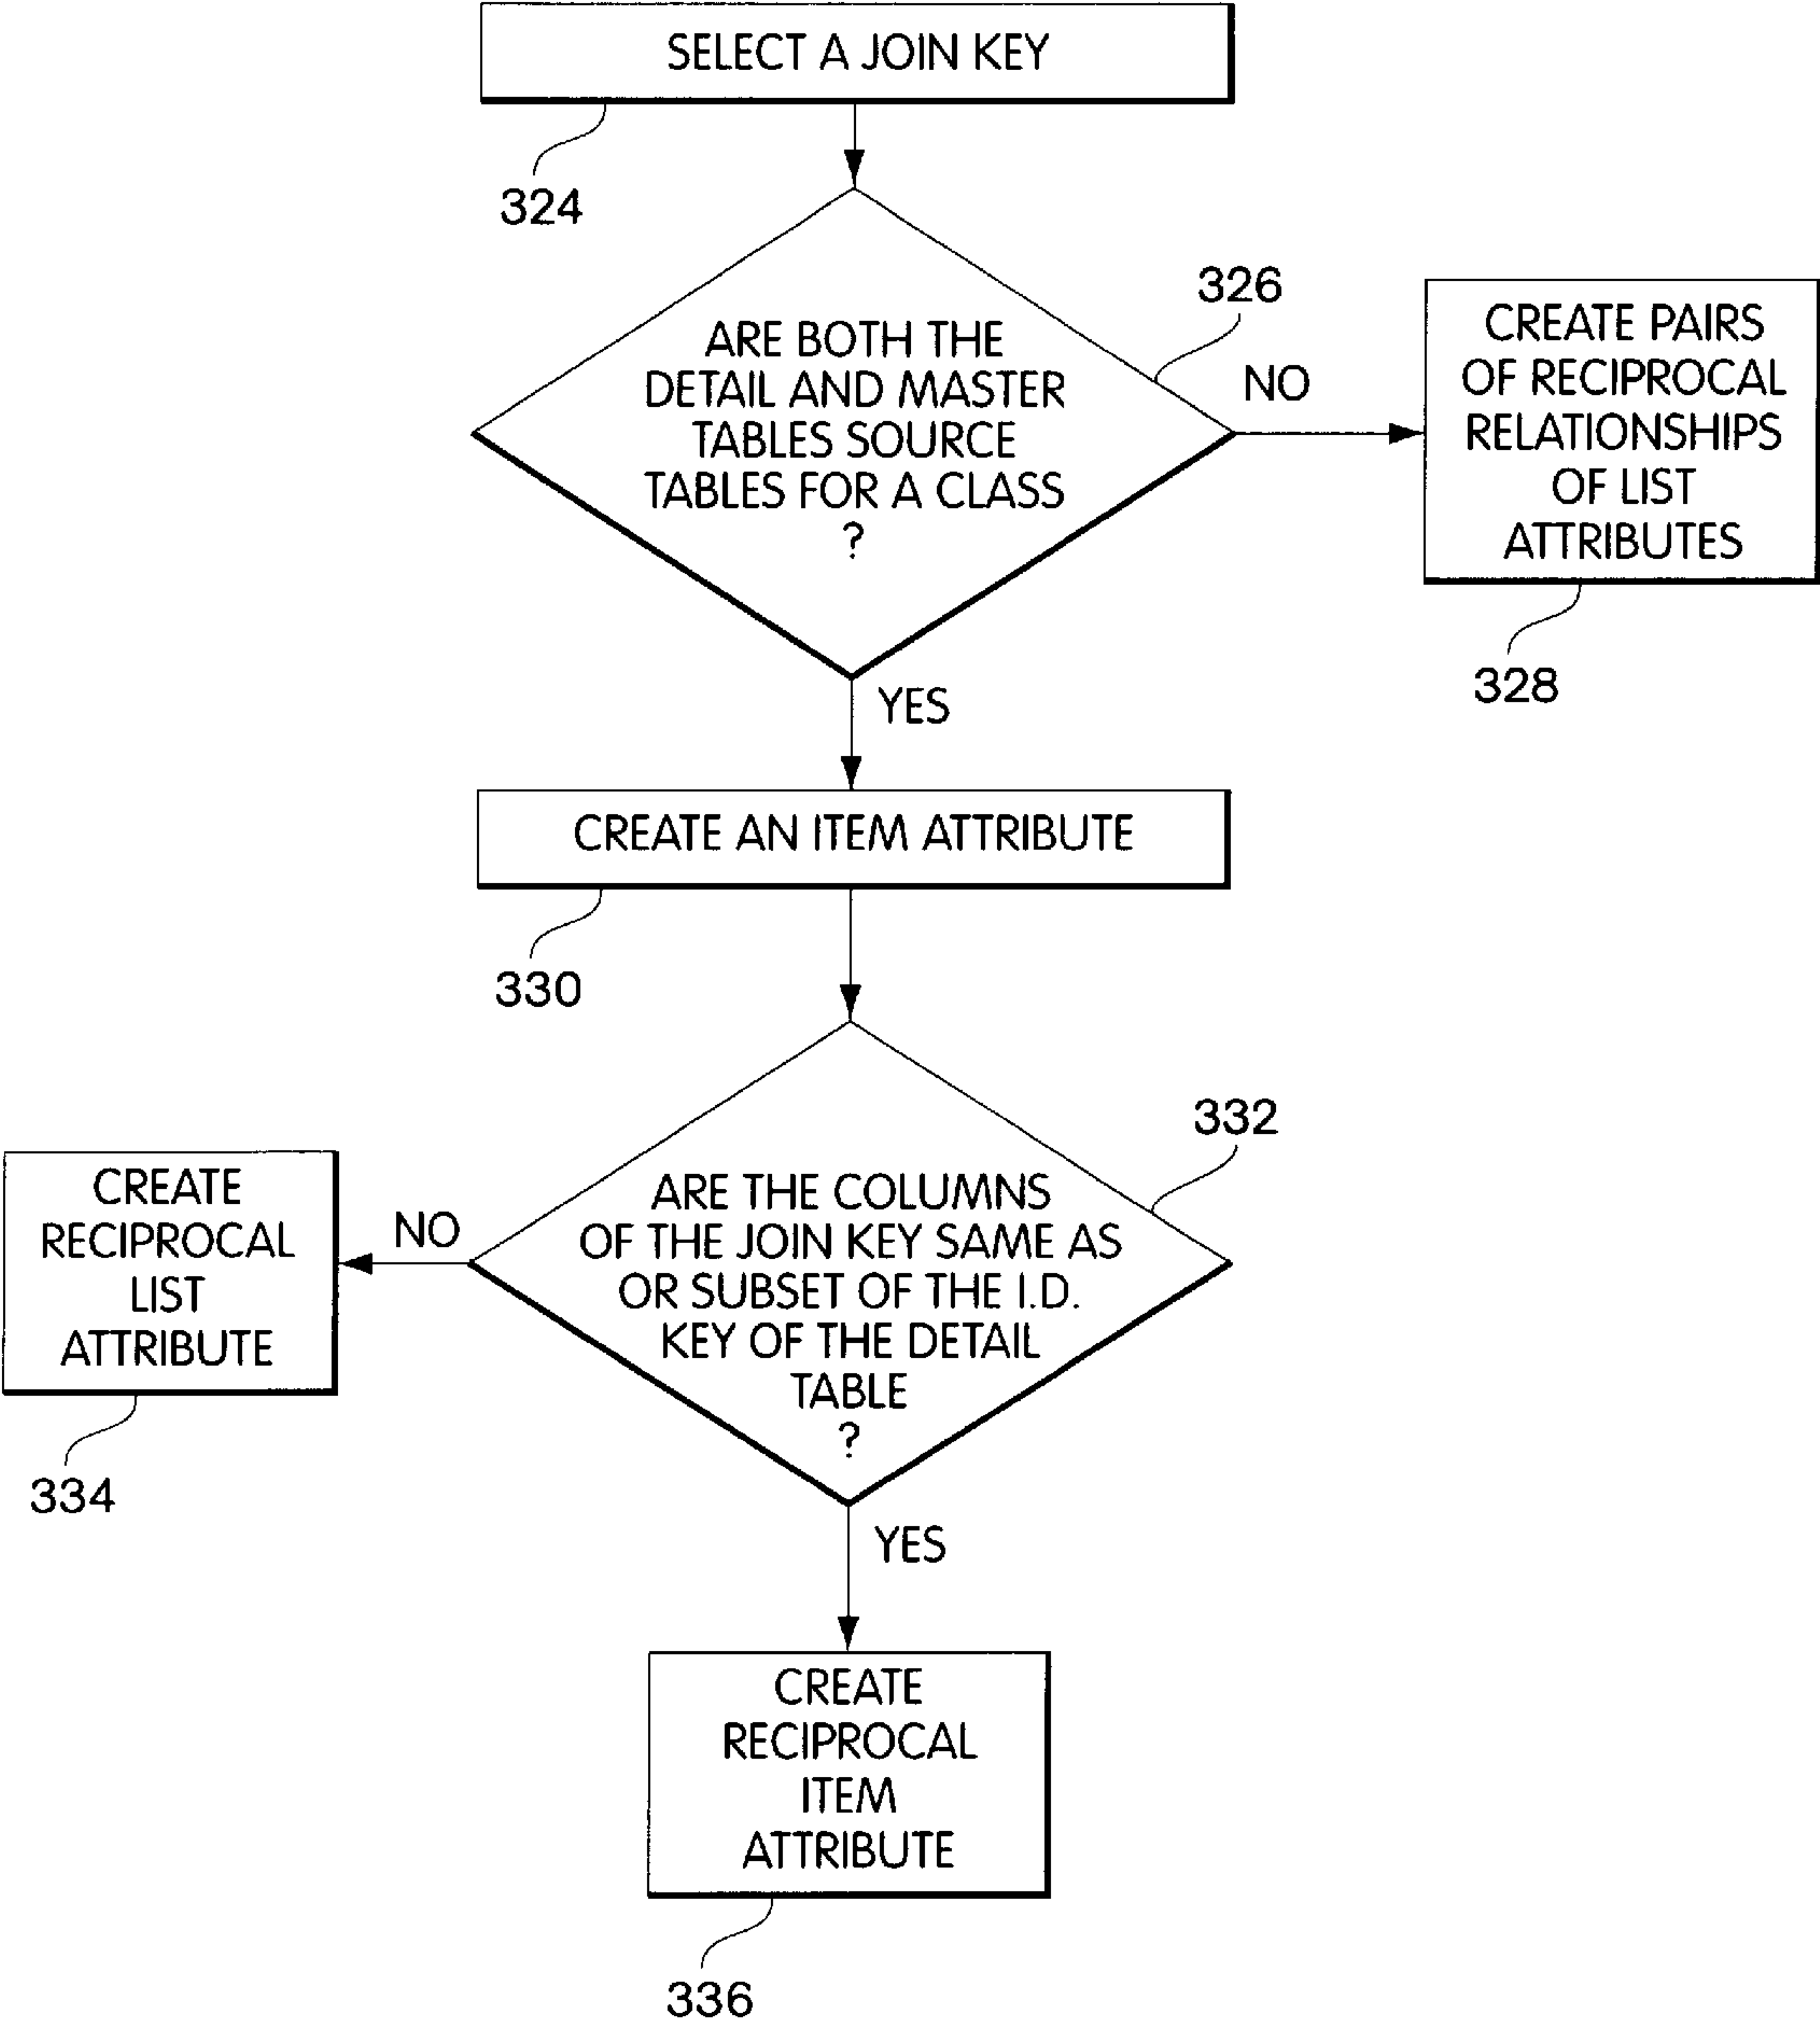 SELECT A JOIN KEY
324
326
ARE BOTH THE
DETAIL AND MASTER
TABLES SOURCE
TABLES FOR A CLASS
?
NO
CREATE PAIRS
OF RECIPROCAL
RELATIONSHIPS
OF LIST
ATTRIBUTES
328
YES
CREATE AN ITEM ATTRIBUTE
330
332
ARE THE COLUMNS
OF THE JOIN KEY SAME AS
OR SUBSET OF THE I.D.
KEY OF THE DETAIL
TABLE
?
NO
CREATE
RECIPROCAL
LIST
ATTRIBUTE
334
YES
CREATE
RECIPROCAL
ITEM
ATTRIBUTE
336